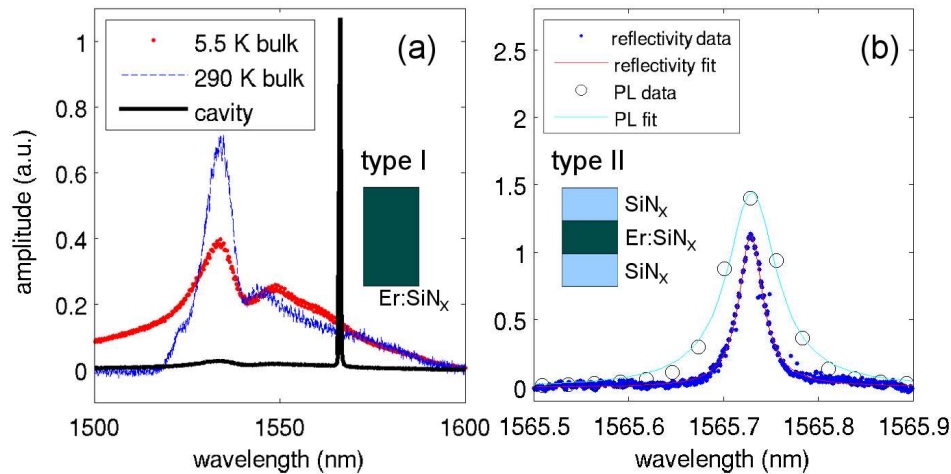 (a)
5.5 K bulk
290 K bulk
cavity
type I
Er:SiNX
amplitude (a.u.)
1
0.8
0.6
0.4
0.2
0
1500
1550
1600
wavelength (nm)
(b)
reflectivity data
reflectivity fit
PL data
PL fit
type II
SiNx
Er:SiNx
SiNx
2.5
2
1.5
1
0.5
0
1565.5
1565.6
1565.7
1565.8
1565.9
wavelength (nm)